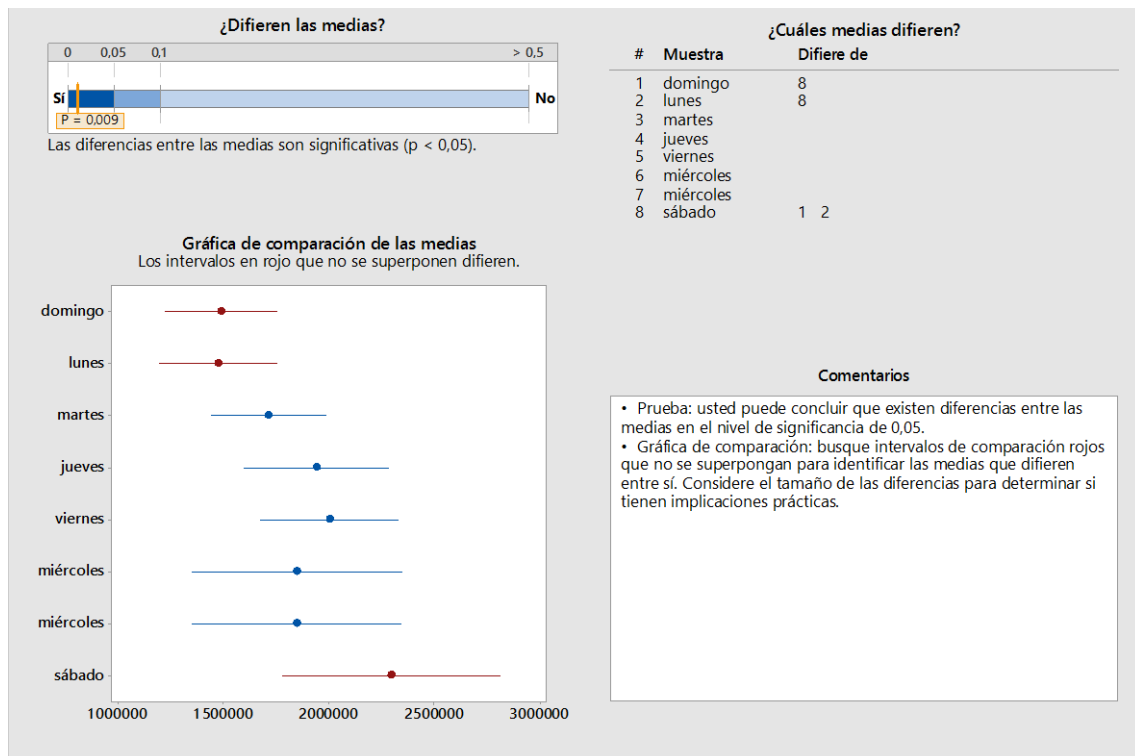 ¿Difieren las medias?
0 0,05 0,1 > 0,5
Sí No
P = 0,009
Las diferencias entre las medias son significativas (p < 0,05).
¿Cuáles medias difieren?
# Muestra Difiere de
1 domingo 8
2 lunes 8
3 martes
4 jueves
5 viernes
6 miércoles
7 miércoles
8 sábado 1 2
Gráfica de comparación de las medias
Los intervalos en rojo que no se superponen difieren.
domingo
lunes
martes
jueves
viernes
miércoles
miércoles
sábado
1000000 1500000 2000000 2500000 3000000
Comentarios
• Prueba: usted puede concluir que existen diferencias entre las
medias en el nivel de significancia de 0,05.
• Gráfica de comparación: busque intervalos de comparación rojos
que no se superpongan para identificar las medias que difieren
entre sí. Considere el tamaño de las diferencias para determinar si
tienen implicaciones prácticas.